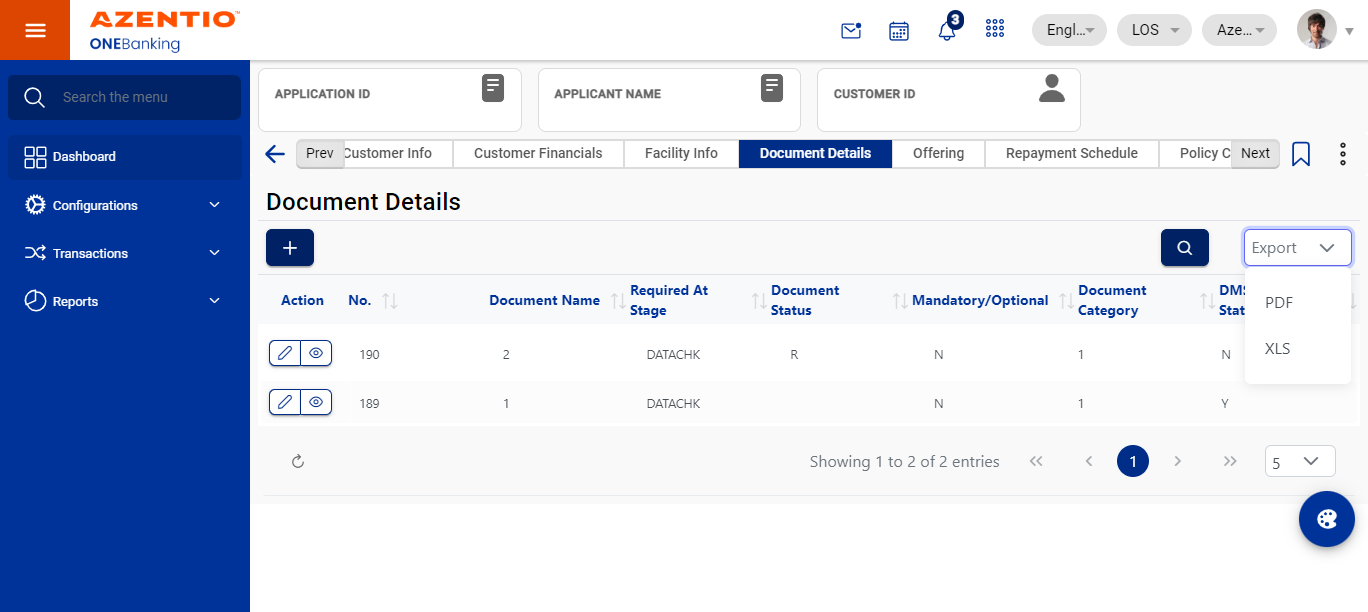 AZENTIO™
ONEBanking
3
Engl...
LOS
Aze...
Search the menu
Dashboard
Configurations
Transactions
Reports
APPLICATION ID
APPLICANT NAME
CUSTOMER ID
Prev
Customer Info
Customer Financials
Facility Info
Document Details
Offering
Repayment Schedule
Policy C
Next
Document Details
Export
PDF
XLS
Action No. Document Name Required At Stage Document Status Mandatory/Optional Document Category DMS Stat
190 2 DATACHK R N 1 N
189 1 DATACHK N 1 Y
Showing 1 to 2 of 2 entries
1
5